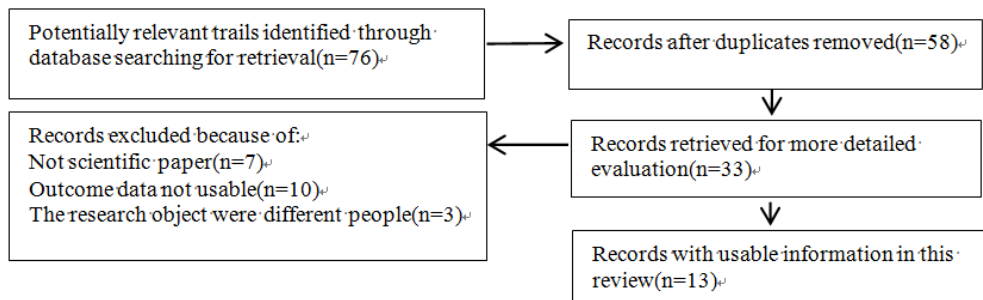 Potentially relevant trails identified through
database searching for retrieval(n=76)
Records after duplicates removed(n=58)
Records retrieved for more detailed
evaluation(n=33)
Records excluded because of:
Not scientific paper(n=7)
Outcome data not usable(n=10)
The research object were different people(n=3)
Records with usable information in this
review(n=13)